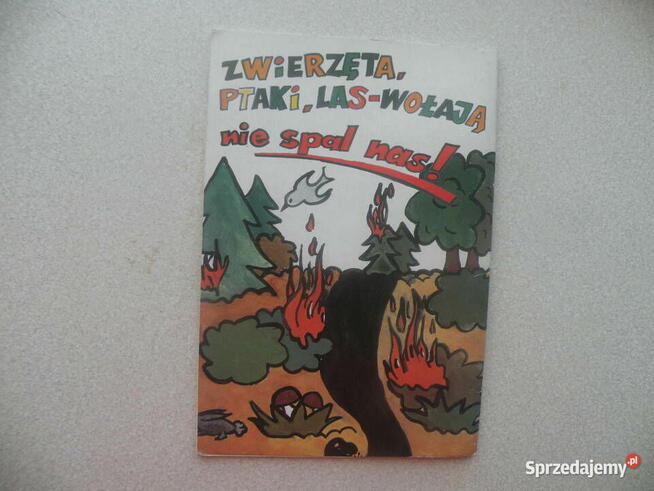 ZWIERZĘTA,
PTAKI, LAS-WOŁAJĄ
nie spal nas!
Sprzedajemy.pl